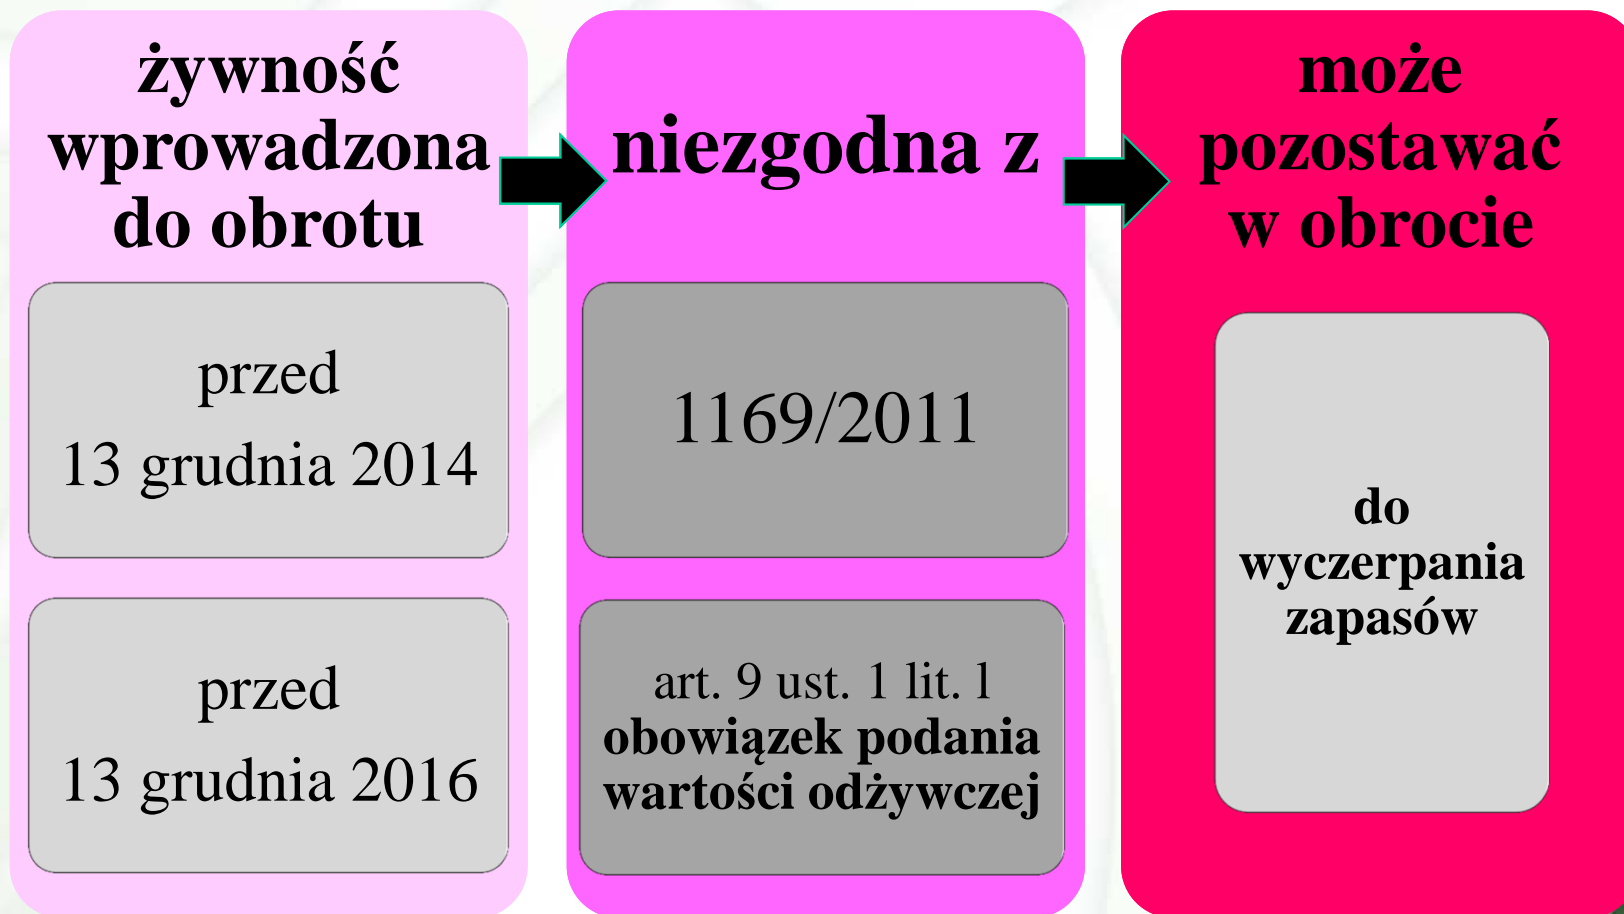 żywność
wprowadzona
do obrotu
niezgodna z
może
pozostawać
w obrocie
przed
13 grudnia 2014
1169/2011
do
wyczerpania
zapasów
przed
13 grudnia 2016
art. 9 ust. 1 lit. l
obowiązek podania
wartości odżywczej